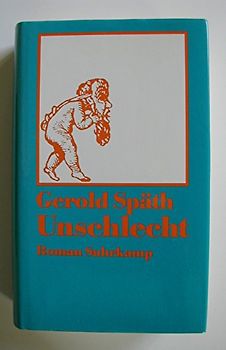 Gerold Späth
Unschlecht
Roman Suhrkamp